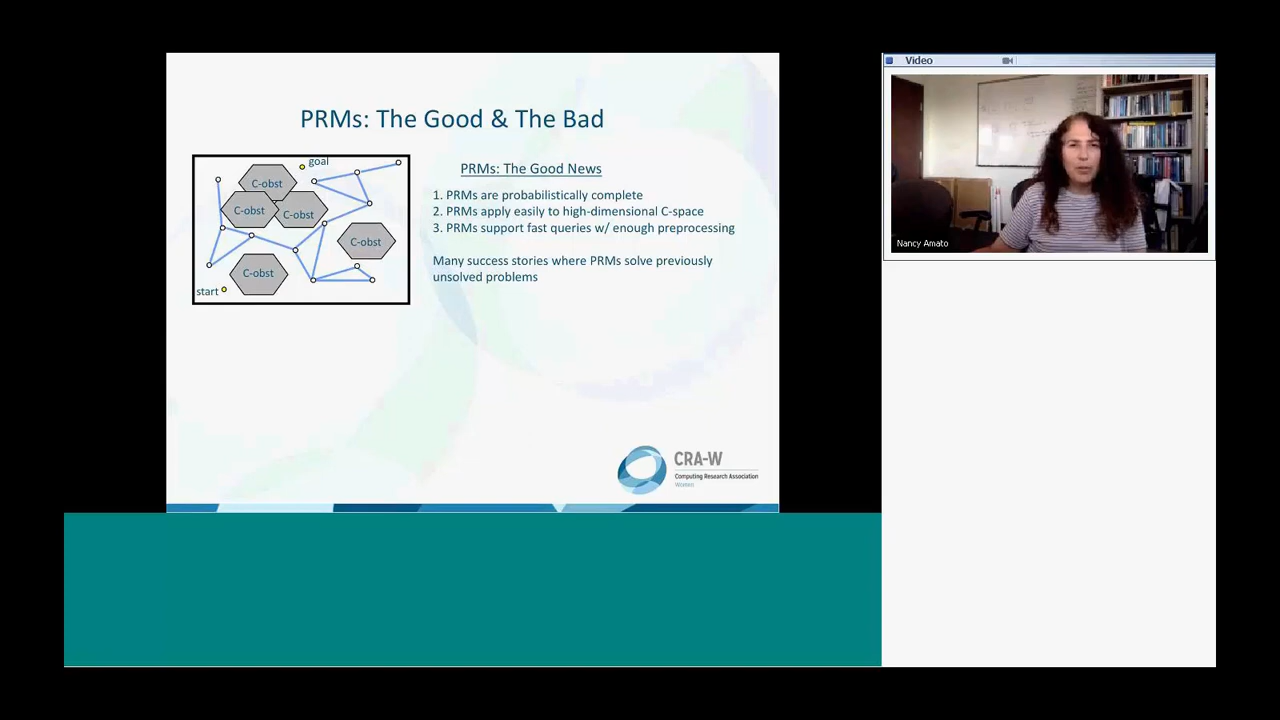 Video
PRMs: The Good & The Bad
goal
C-obst
C-obst
C-obst
C-obst
C-obst
start
PRMs: The Good News
1. PRMs are probabilistically complete
2. PRMs apply easily to high-dimensional C-space
3. PRMs support fast queries w/ enough preprocessing
Many success stories where PRMs solve previously
unsolved problems
Nancy Amato
CRA-W
Computing Research Association
Women